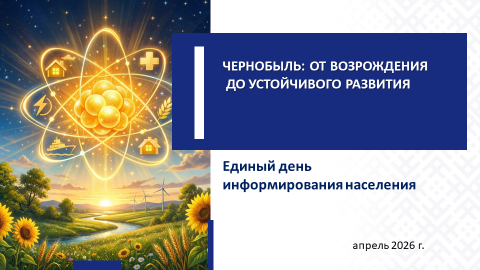 ЧЕРНОБЫЛЬ: ОТ ВОЗРОЖДЕНИЯ
ДО УСТОЙЧИВОГО РАЗВИТИЯ
Единый день
информирования населения
апрель 2026 г.